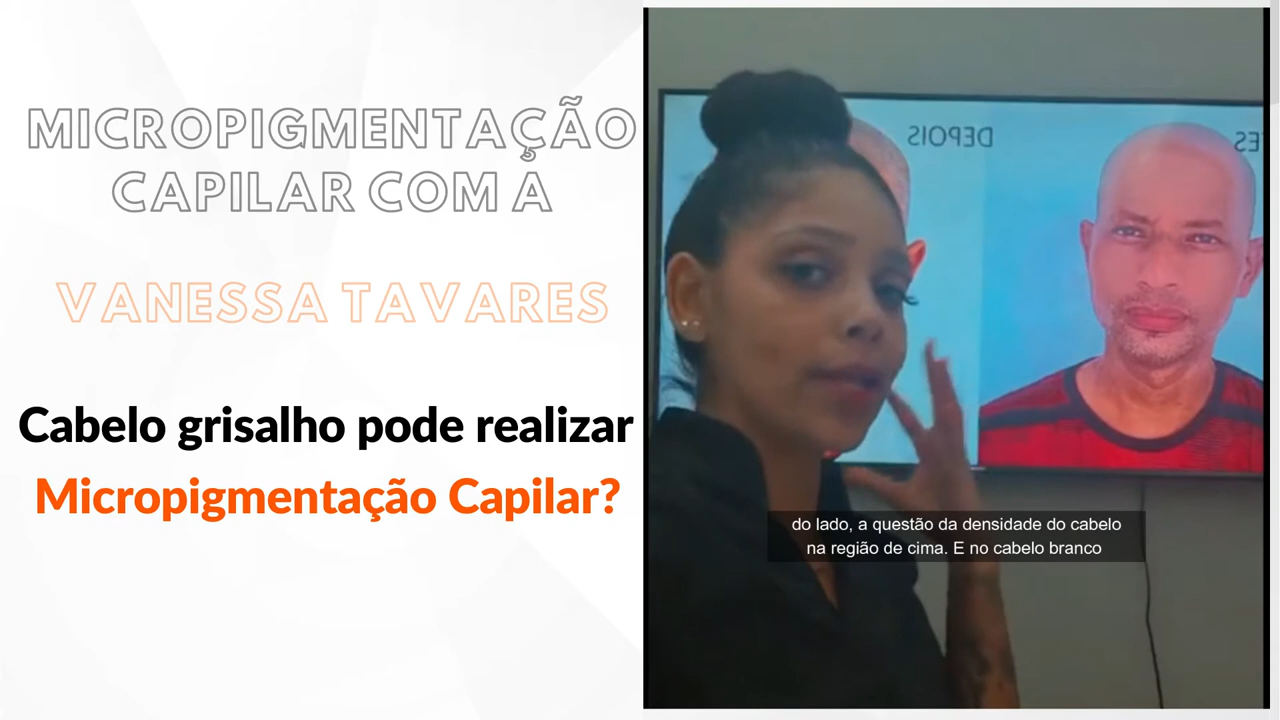 MICROPIGMENTAÇÃO
CAPILAR COM A
VANESSA TAVARES
Cabelo grisalho pode realizar
Micropigmentação Capilar?
DEPOIS
ES
do lado, a questão da densidade do cabelo
na região de cima. E no cabelo branco